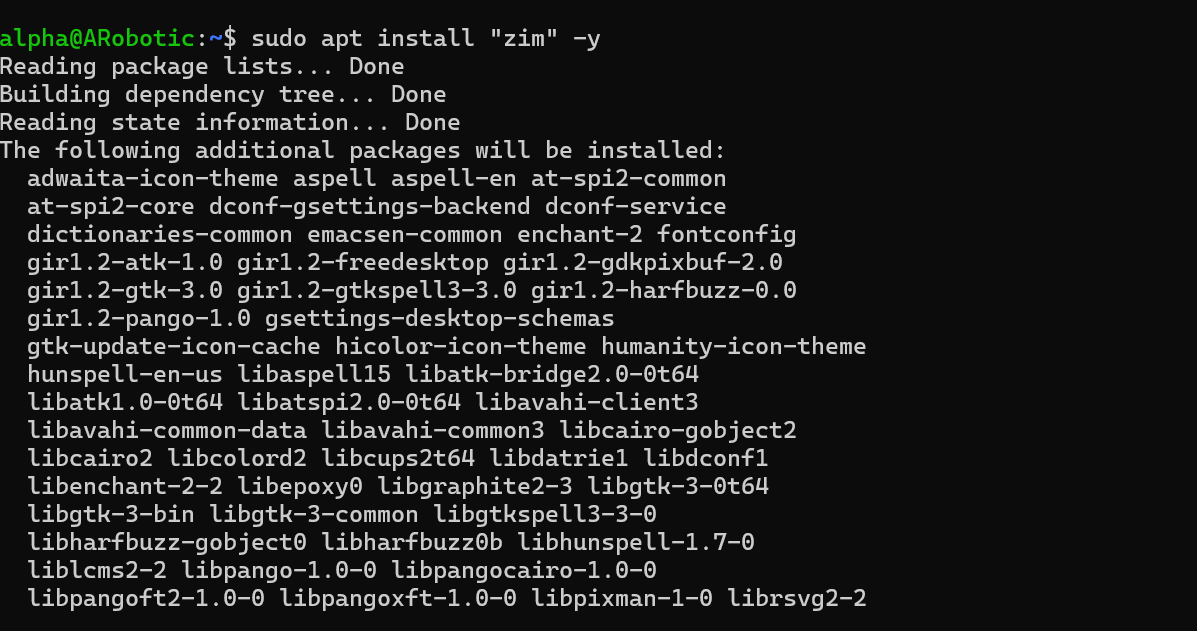 alpha@ARobotic:~$ sudo apt install "zim" -y
Reading package lists... Done
Building dependency tree... Done
Reading state information... Done
The following additional packages will be installed:
  adwaita-icon-theme aspell aspell-en at-spi2-common
  at-spi2-core dconf-gsettings-backend dconf-service
  dictionaries-common emacsen-common enchant-2 fontconfig
  gir1.2-atk-1.0 gir1.2-freedesktop gir1.2-gdkpixbuf-2.0
  gir1.2-gtk-3.0 gir1.2-gtkspell3-3.0 gir1.2-harfbuzz-0.0
  gir1.2-pango-1.0 gsettings-desktop-schemas
  gtk-update-icon-cache hicolor-icon-theme humanity-icon-theme
  hunspell-en-us libaspell15 libatk-bridge2.0-0t64
  libatk1.0-0t64 libatspi2.0-0t64 libavahi-client3
  libavahi-common-data libavahi-common3 libcairo-gobject2
  libcairo2 libcolord2 libcups2t64 libdatrie1 libdconf1
  libenchant-2-2 libepoxy0 libgraphite2-3 libgtk-3-0t64
  libgtk-3-bin libgtk-3-common libgtkspell3-3-0
  libharfbuzz-gobject0 libharfbuzz0b libhunspell-1.7-0
  liblcms2-2 libpango-1.0-0 libpangocairo-1.0-0
  libpangoft2-1.0-0 libpangoxft-1.0-0 libpixman-1-0 librsvg2-2